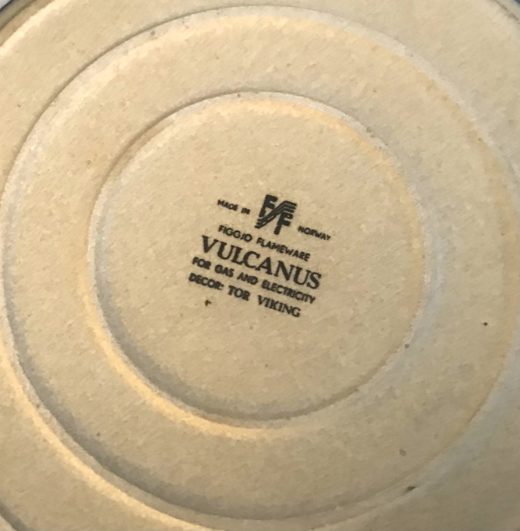 MADE IN FF NORWAY
FIGGJO FLAMEWARE
VULCANUS
FOR GAS AND ELECTRICITY
DECOR: TOR VIKING